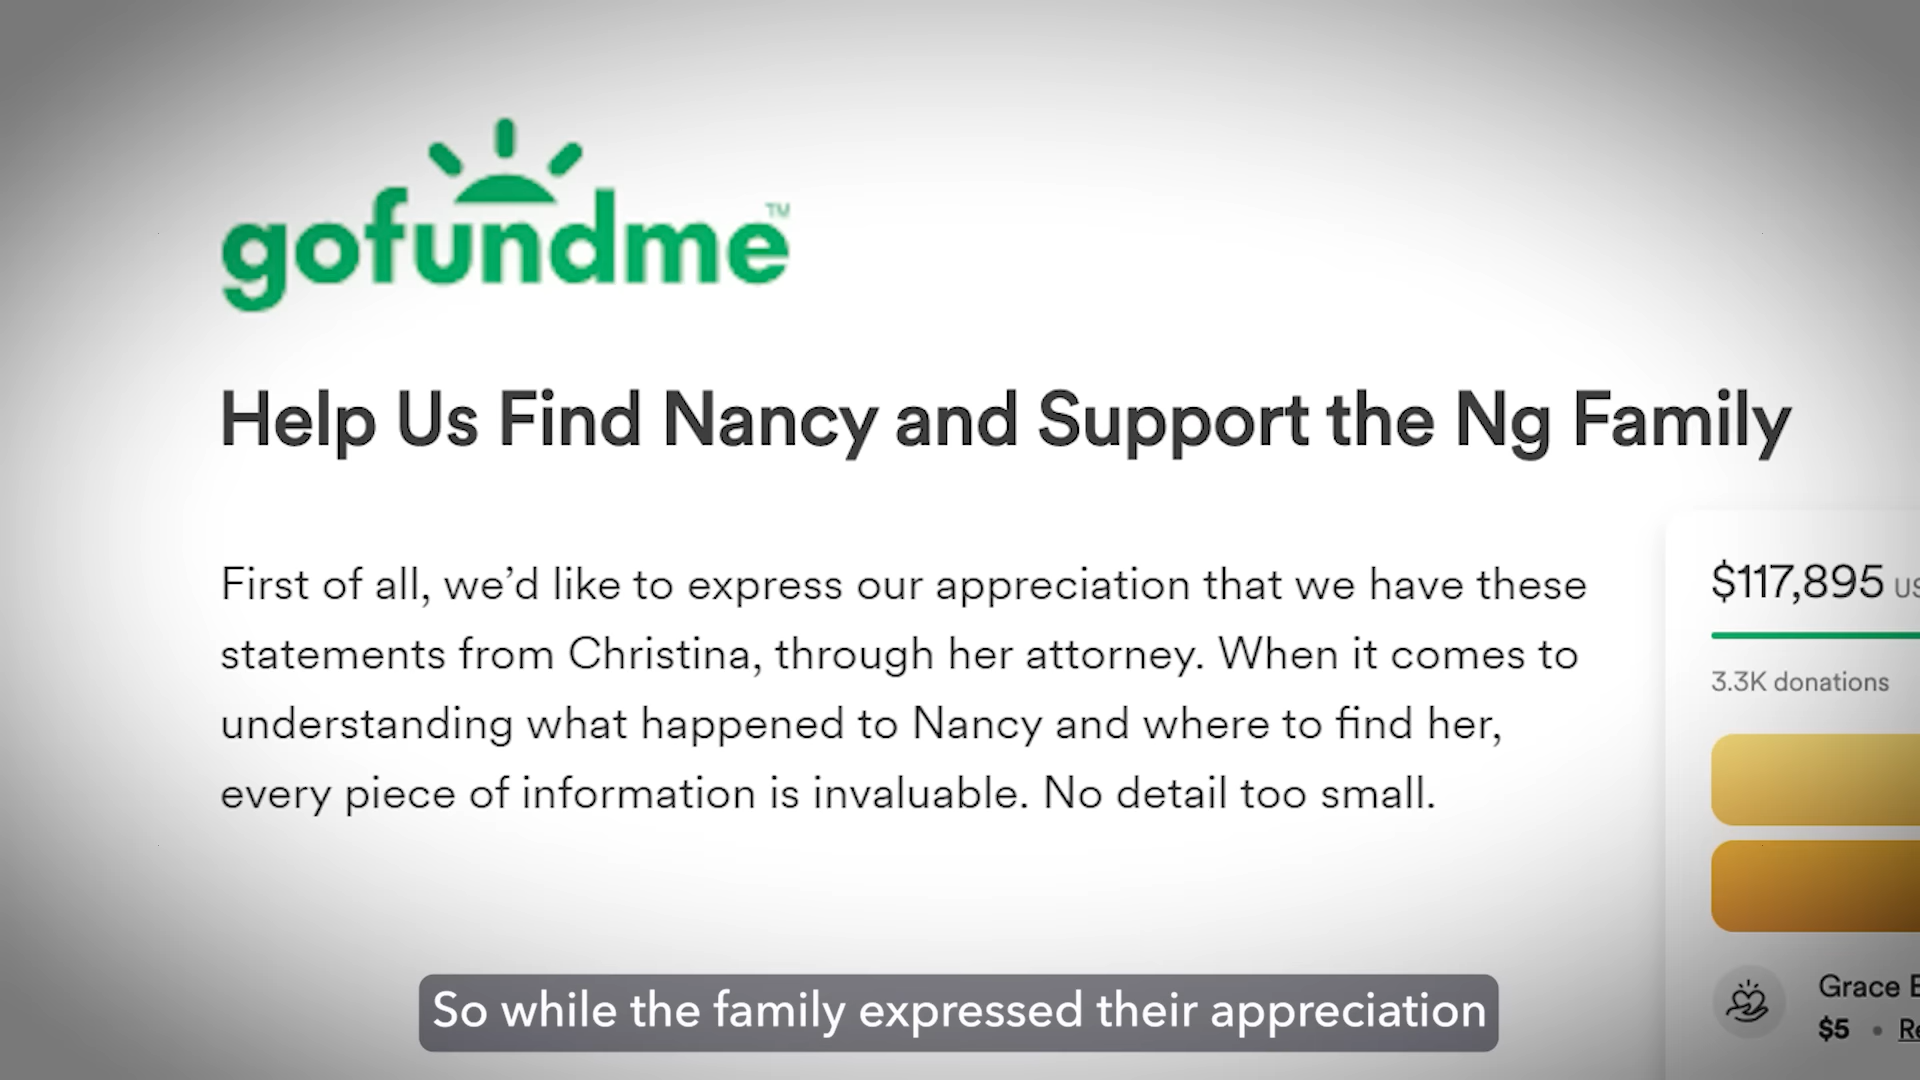 gofundme™
Help Us Find Nancy and Support the Ng Family
First of all, we’d like to express our appreciation that we have these
statements from Christina, through her attorney. When it comes to
understanding what happened to Nancy and where to find her,
every piece of information is invaluable. No detail too small.
$117,895 US
3.3K donations
Grace
$5 •
So while the family expressed their appreciation